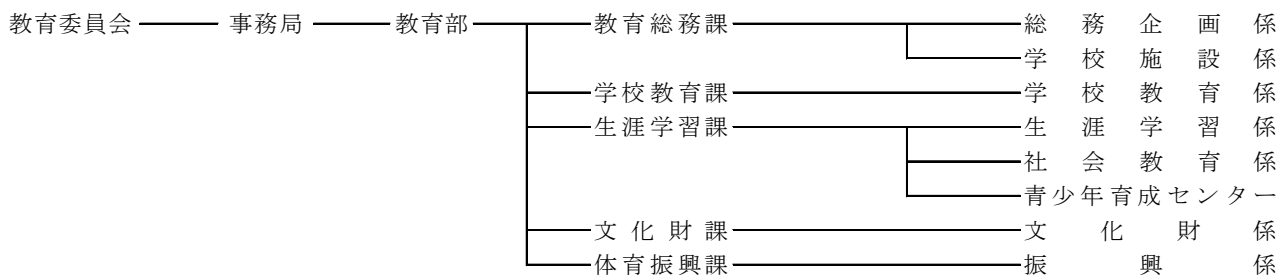 教育委員会 事務局 教育部 教育総務課 総務企画係
学校施設係
学校教育課 学校教育係
生涯学習課 生涯学習係
社会教育係
青少年育成センター
文化財課 文化財係
体育振興課 振興係